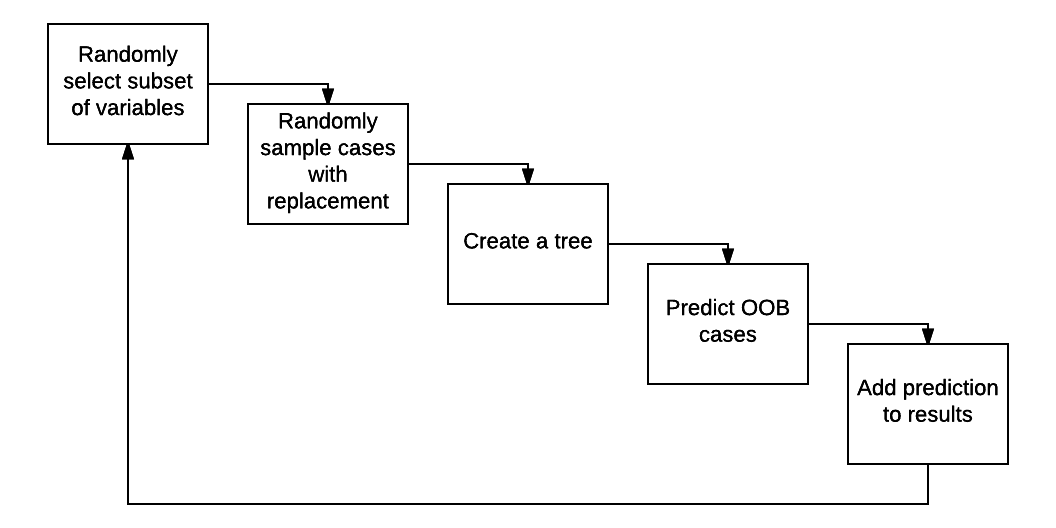 Randomly
select subset
of variables
Randomly
sample cases
with
replacement
Create a tree
Predict OOB
cases
Add prediction
to results